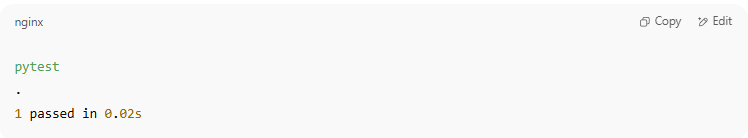 nginx Copy Edit
pytest
.
1 passed in 0.02s